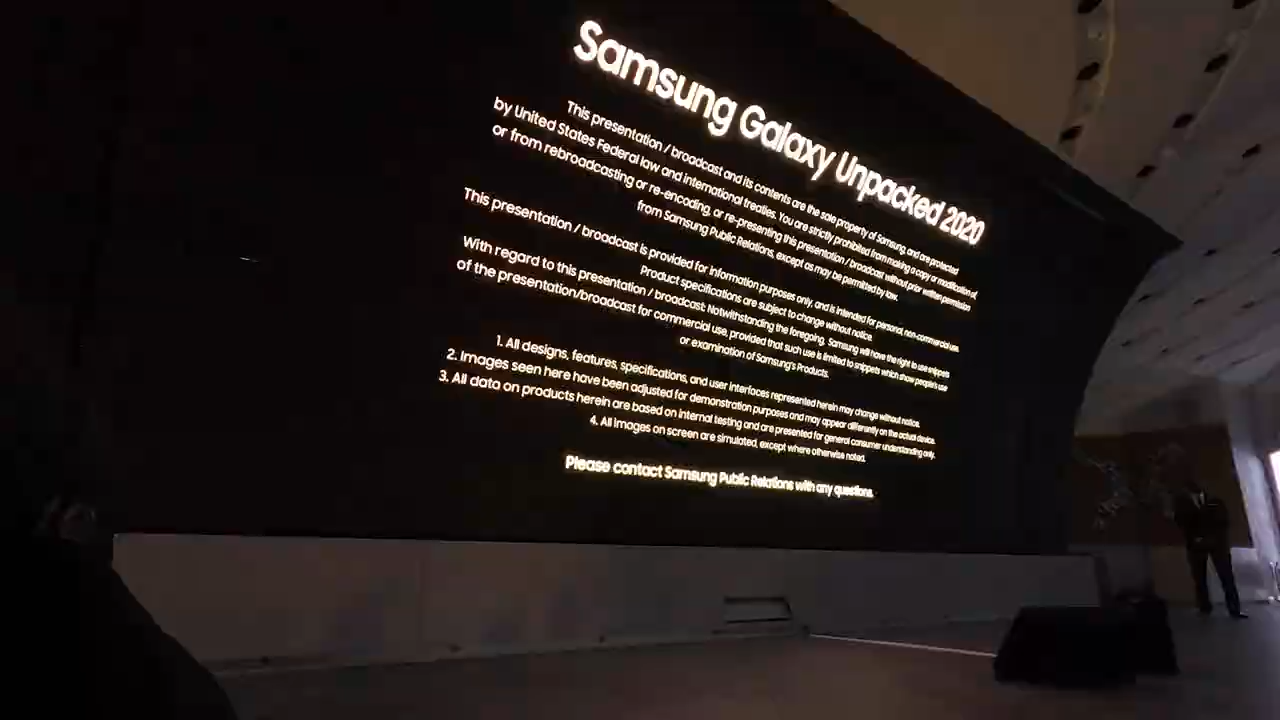 Samsung Galaxy Unpacked 2020
This presentation / broadcast and its contents are the sole property of Samsung, and are protected
by United States Federal law and international treaties. You are strictly prohibited from making a copy or modification of,
or from rebroadcasting or re-encoding, or re-presenting this presentation / broadcast without prior written permission
from Samsung Public Relations, except as may be permitted by law.
This presentation / broadcast is provided for information purposes only, and is intended for personal, non-commercial use.
Product specifications are subject to change without notice.
With regard to this presentation / broadcast: Notwithstanding the foregoing, Samsung will have the right to use snippets
of the presentation/broadcast for commercial use, provided that such use is limited to snippets which show people's use
or examination of Samsung's Products.
1. All designs, features, specifications, and user interfaces represented herein may change without notice.
2. Images seen here have been adjusted for demonstration purposes and may appear differently on the actual device.
3. All data on products herein are based on internal testing and are presented for general consumer understanding only.
4. All images on screen are simulated, except where otherwise noted.
Please contact Samsung Public Relations with any questions.